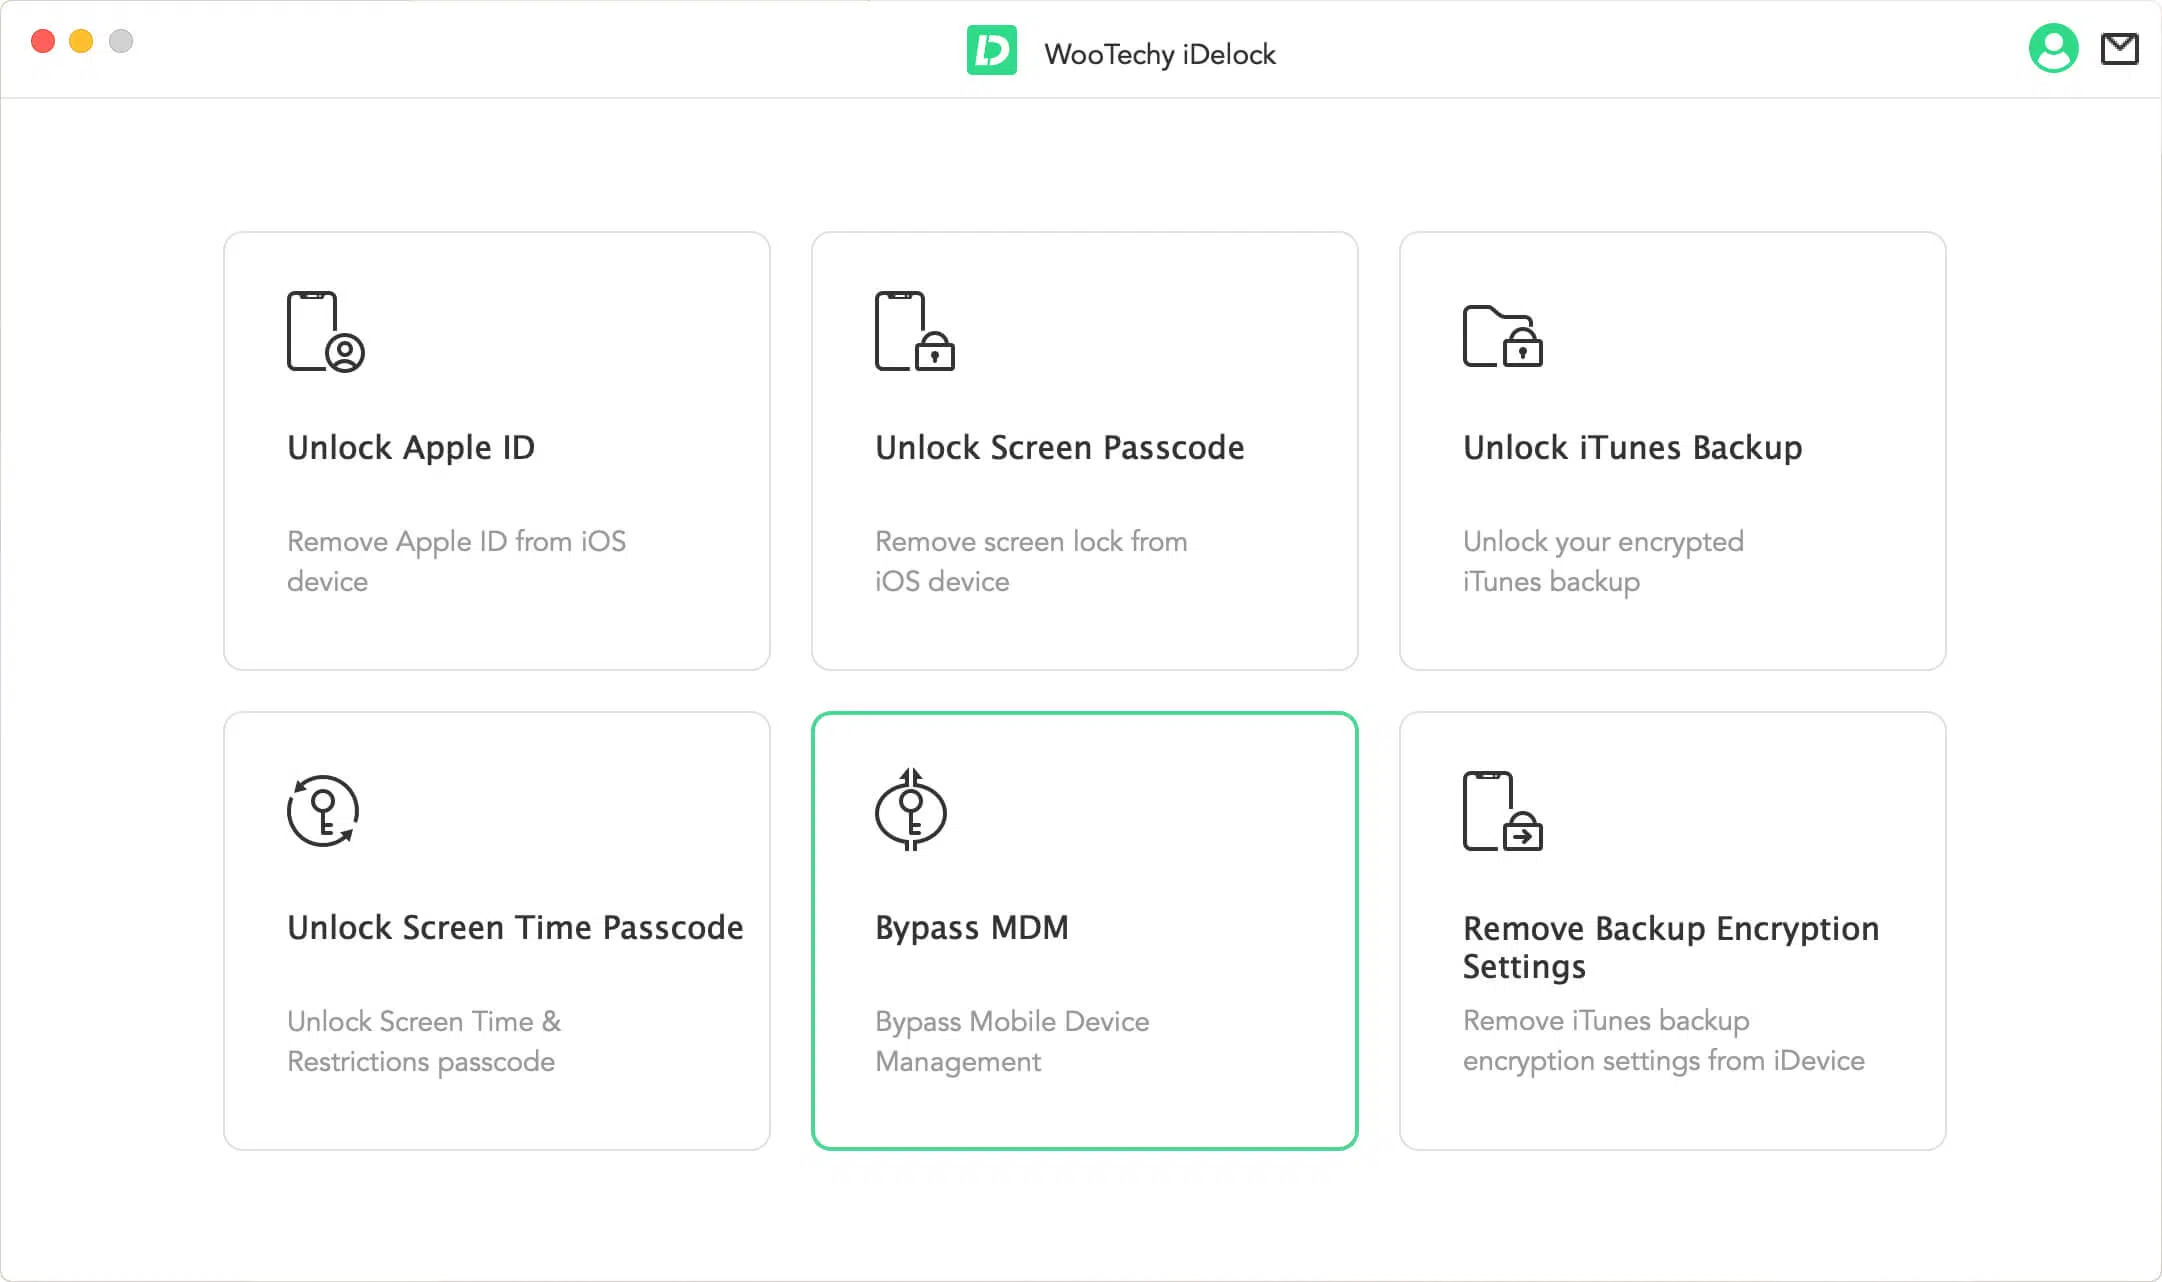 WooTechy iDelock
Unlock Apple ID
Remove Apple ID from iOS
device
Unlock Screen Passcode
Remove screen lock from
iOS device
Unlock iTunes Backup
Unlock your encrypted
iTunes backup
Unlock Screen Time Passcode
Unlock Screen Time &
Restrictions passcode
Bypass MDM
Bypass Mobile Device
Management
Remove Backup Encryption
Settings
Remove iTunes backup
encryption settings from iDevice